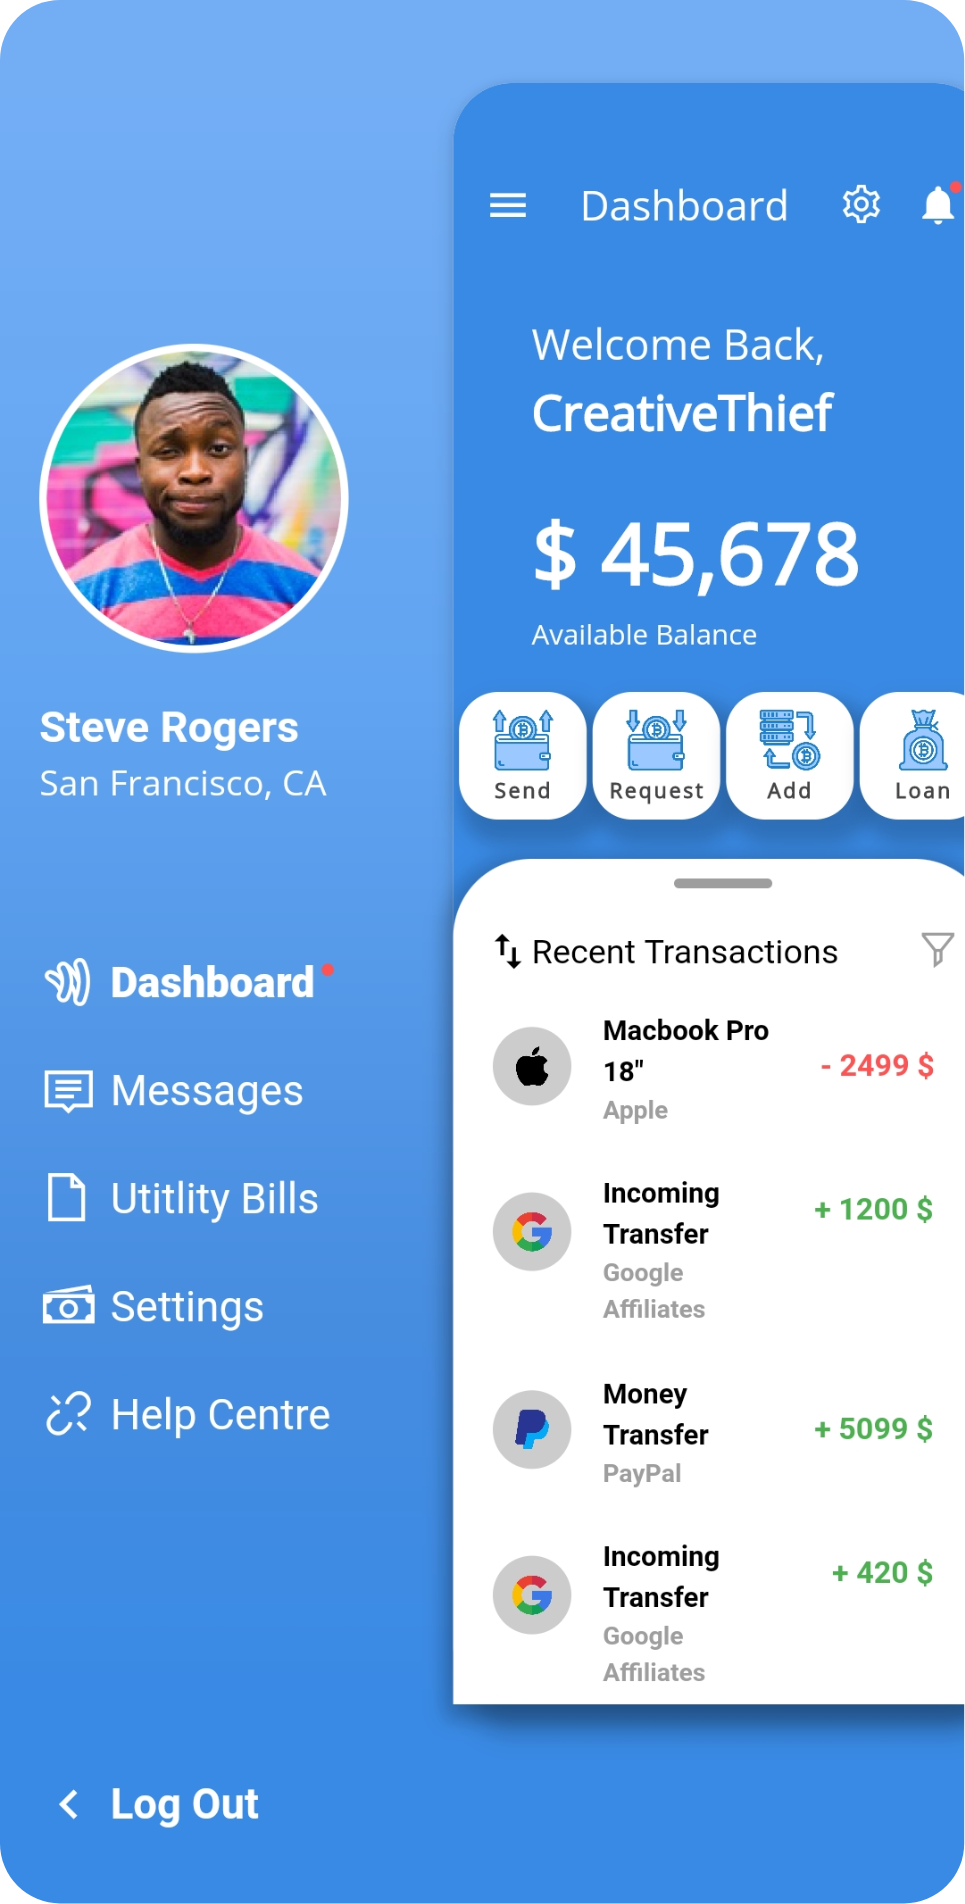 Steve Rogers
San Francisco, CA
Dashboard
Messages
Utitlity Bills
Settings
Help Centre
Log Out
Dashboard
Welcome Back,
CreativeThief
$ 45,678
Available Balance
Send
Request
Add
Loan
Recent Transactions
Macbook Pro
18"
Apple
- 2499 $
Incoming
Transfer
Google
Affiliates
+ 1200 $
Money
Transfer
PayPal
+ 5099 $
Incoming
Transfer
Google
Affiliates
+ 420 $